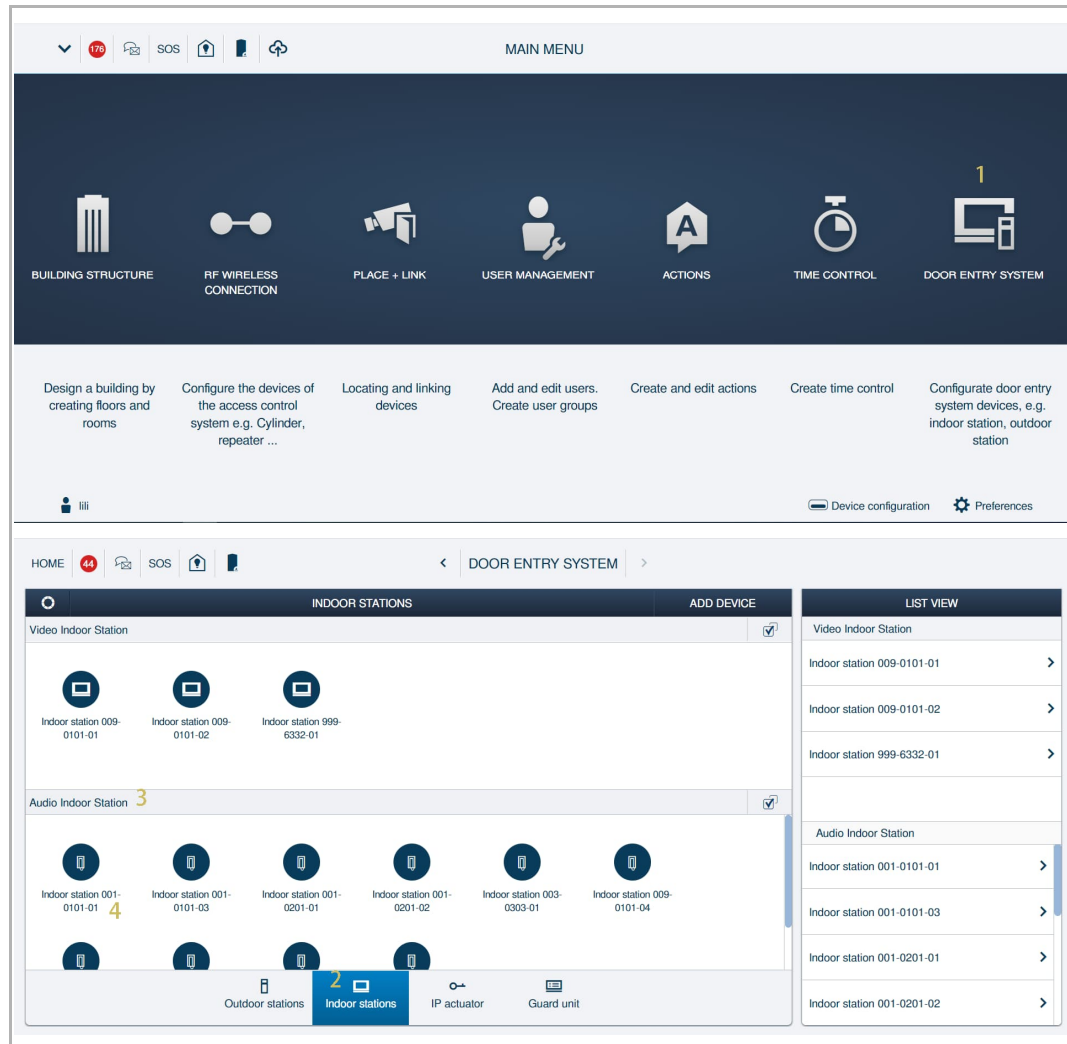 176 SOS MAIN MENU
1
BUILDING STRUCTURE
RF WIRELESS
CONNECTION
PLACE + LINK
USER MANAGEMENT
A
ACTIONS
TIME CONTROL
DOOR ENTRY SYSTEM
Design a building by
creating floors and
rooms
Configure the devices of
the access control
system e.g. Cylinder,
repeater ...
Locating and linking
devices
Add and edit users.
Create user groups
Create and edit actions
Create time control
Configurate door entry
system devices, e.g.
indoor station, outdoor
station
lili
Device configuration
Preferences
HOME 44 SOS DOOR ENTRY SYSTEM
INDOOR STATIONS ADD DEVICE
Video Indoor Station
Indoor station 009-
0101-01
Indoor station 009-
0101-02
Indoor station 999-
6332-01
Audio Indoor Station 3
Indoor station 001-
0101-01 4
Indoor station 001-
0101-03
Indoor station 001-
0201-01
Indoor station 001-
0201-02
Indoor station 003-
0303-01
Indoor station 009-
0101-04
Outdoor stations
2
Indoor stations
IP actuator
Guard unit
LIST VIEW
Video Indoor Station
Indoor station 009-0101-01
Indoor station 009-0101-02
Indoor station 999-6332-01
Audio Indoor Station
Indoor station 001-0101-01
Indoor station 001-0101-03
Indoor station 001-0201-01
Indoor station 001-0201-02